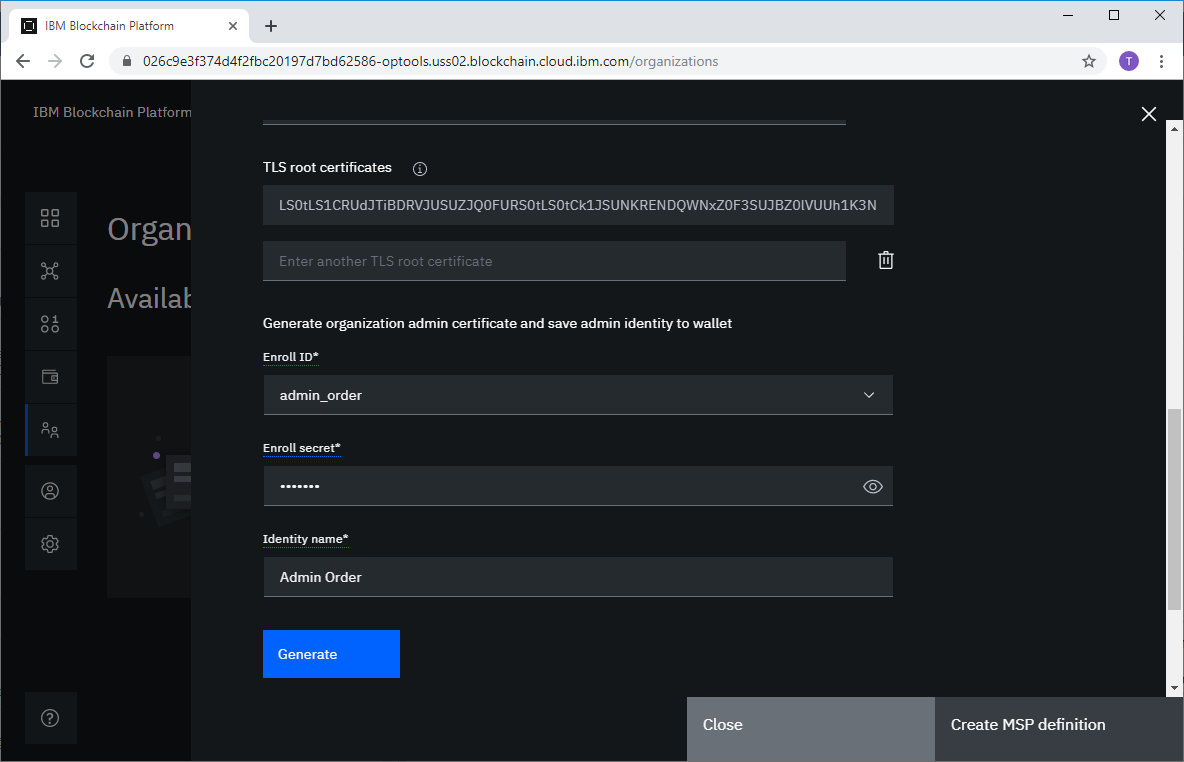 IBM Blockchain Platform
026c9e3f374d4f2fbc20197d7bd62586-optools.uss02.blockchain.cloud.ibm.com/organizations
T
IBM Blockchain Platform
Organ
Availab
TLS root certificates
LS0tLS1CRUdJTiBDRVJUSUZJQ0FURS0tLS0tCk1JSUNKRENDQWNxZ0F3SUJBZ0lVUUh1K3N
Enter another TLS root certificate
Generate organization admin certificate and save admin identity to wallet
Enroll ID*
admin_order
Enroll secret*
•••••••
Identity name*
Admin Order
Generate
Close
Create MSP definition